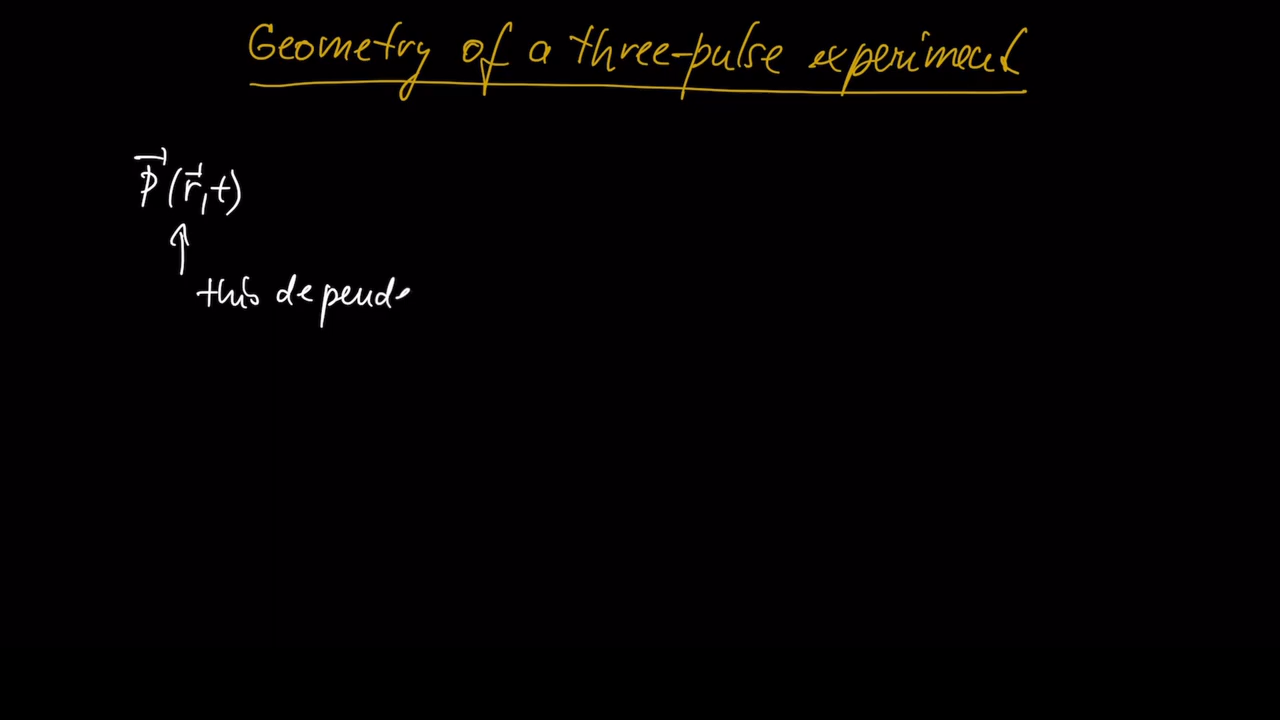 Geometry of a three-pulse experiment
P⃗(r⃗,t)
↑
this depends